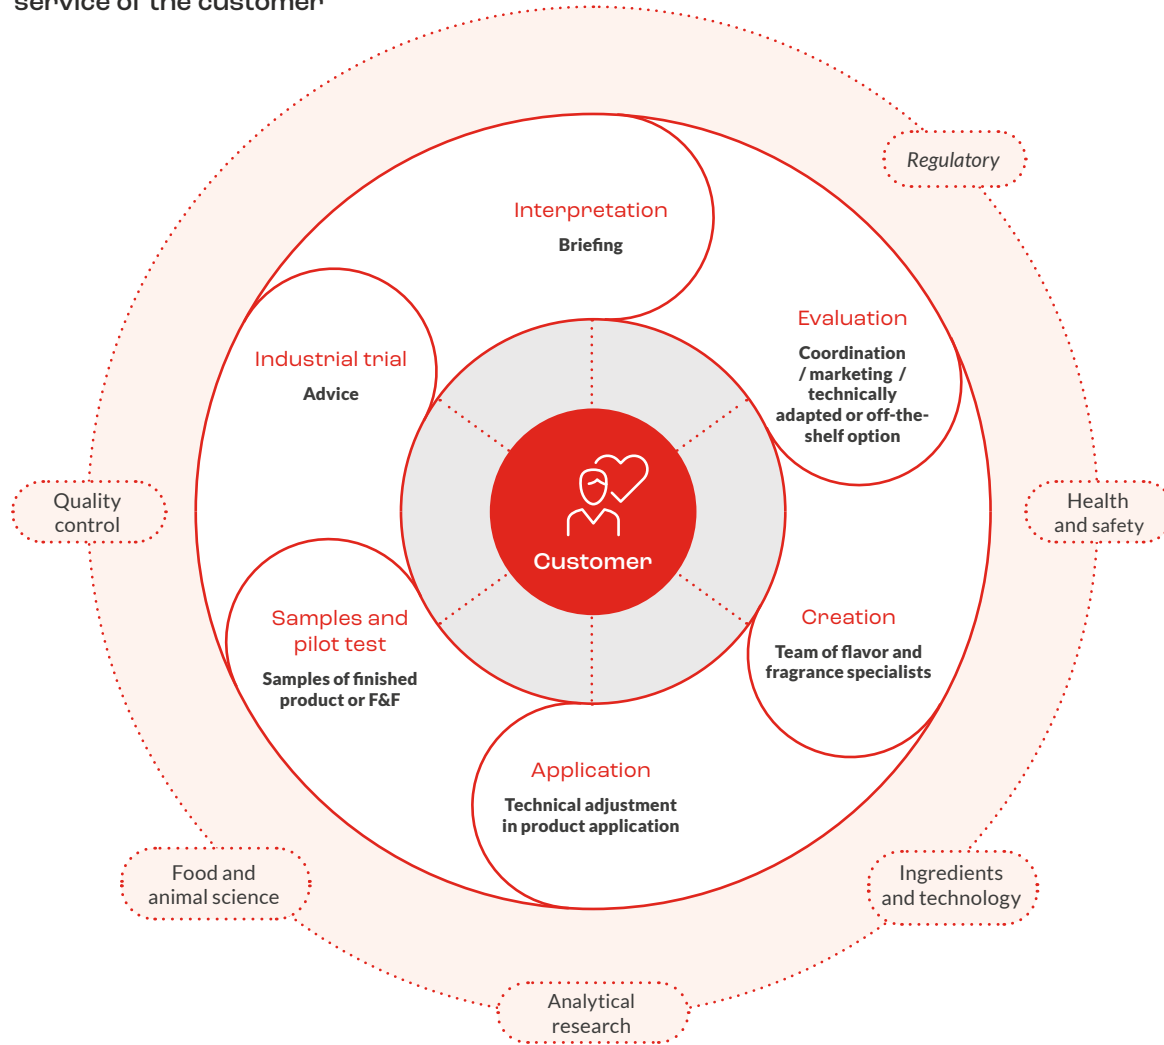 service of the customer
Regulatory
Interpretation
Briefing
Evaluation
Coordination
/ marketing /
technically
adapted or off-the-
shelf option
Industrial trial
Advice
Quality
control
Health
and safety
Customer
Creation
Team of flavor and
fragrance specialists
Samples and
pilot test
Samples of finished
product or F&F
Application
Technical adjustment
in product application
Food and
animal science
Ingredients
and technology
Analytical
research